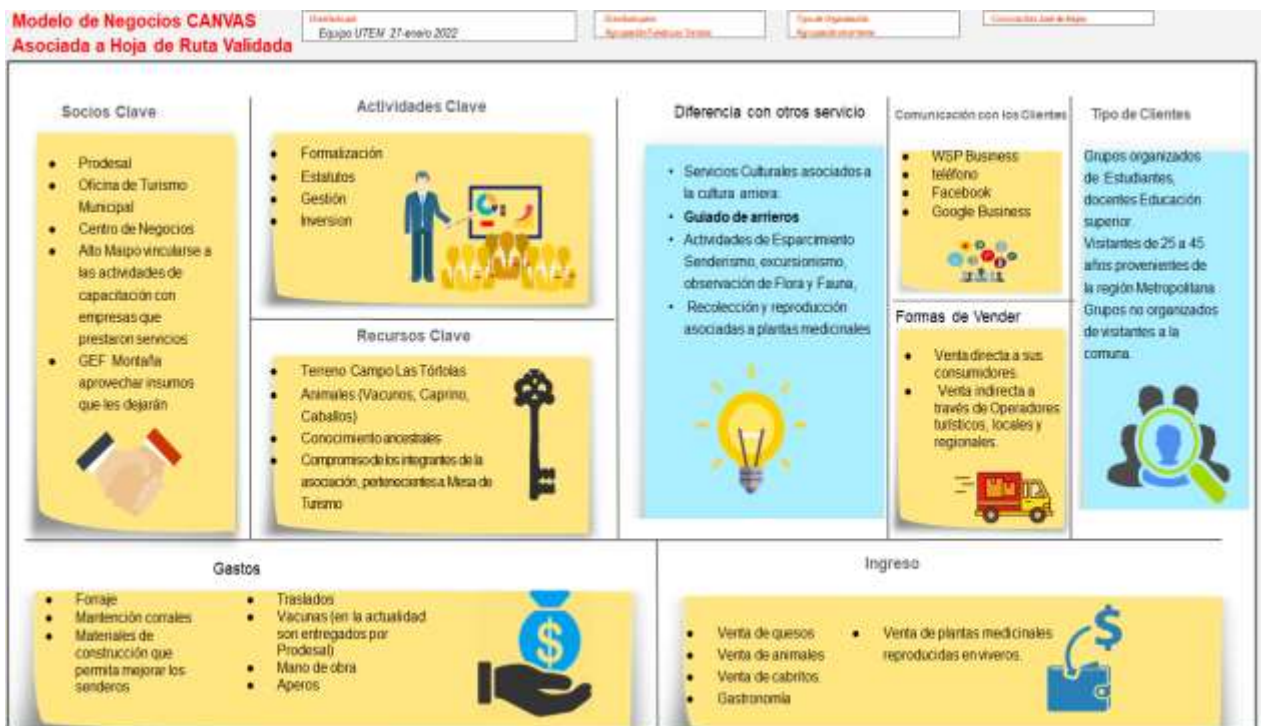 Modelo de Negocios CANVAS
Asociada a Hoja de Ruta Validada
Equipo UTEM 27-enero 2022
Socios Clave
• Prodesal
• Oficina de Turismo
Municipal
• Centro de Negocios
• Alto Maipo vincularse a
las actividades de
capacitación con
empresas que
prestaron servicios
• GEF Montaña
aprovechar insumos
que les dejarán
Actividades Clave
• Formalización
• Estatutos
• Gestión
• Inversion
Recursos Clave
• Terreno Campo Las Tórtolas
• Animales (Vacunos, Caprino,
Caballos)
• Conocimiento ancestrales
• Compromiso de los integrantes de la
asociación, pertenecientes a Mesa de
Turismo
Diferencia con otros servicio
• Servicios Culturales asociados a
la cultura arriera:
• Guiado de arrieros
• Actividades de Esparcimiento
Senderismo, excursionismo,
observación de Flora y Fauna,
• Recolección y reproducción
asociadas a plantas medicinales
Comunicación con los Clientes
• WSP Business
• teléfono
• Facebook
• Google Business
Formas de Vender
• Venta directa a sus
consumidores.
• Venta indirecta a
través de Operadores
turísticos, locales y
regionales.
Tipo de Clientes
Grupos organizados
de Estudiantes,
docentes Educación
superior.
Visitantes de 25 a 45
años provenientes de
la región Metropolitana
Grupos no organizados
de visitantes a la
comuna.
Gastos
• Forraje
• Mantención corrales
• Materiales de
construcción que
permita mejorar los
senderos
• Traslados
• Vacunas (en la actualidad
son entregados por
Prodesal)
• Mano de obra
• Aperos
Ingreso
• Venta de quesos
• Venta de animales
• Venta de cabritos.
• Gastronomía
• Venta de plantas medicinales
reproducidas en viveros.